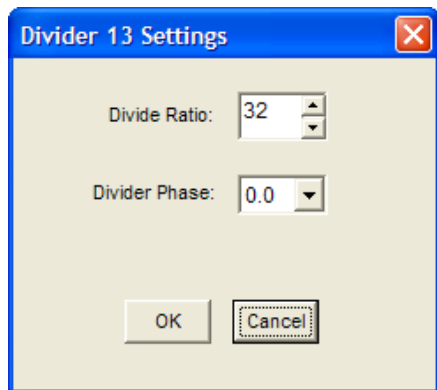 Divider 13 Settings
Divide Ratio: 32
Divider Phase: 0.0
OK Cancel